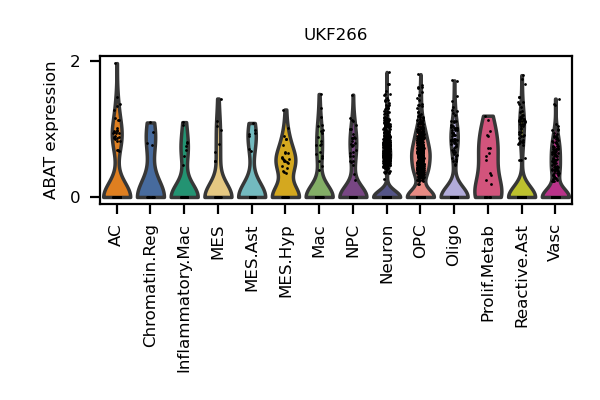 UKF266
ABAT expression
2
0
AC
Chromatin.Reg
Inflammatory.Mac
MES
MES.Ast
MES.Hyp
Mac
NPC
Neuron
OPC
Oligo
Prolif.Metab
Reactive.Ast
Vasc